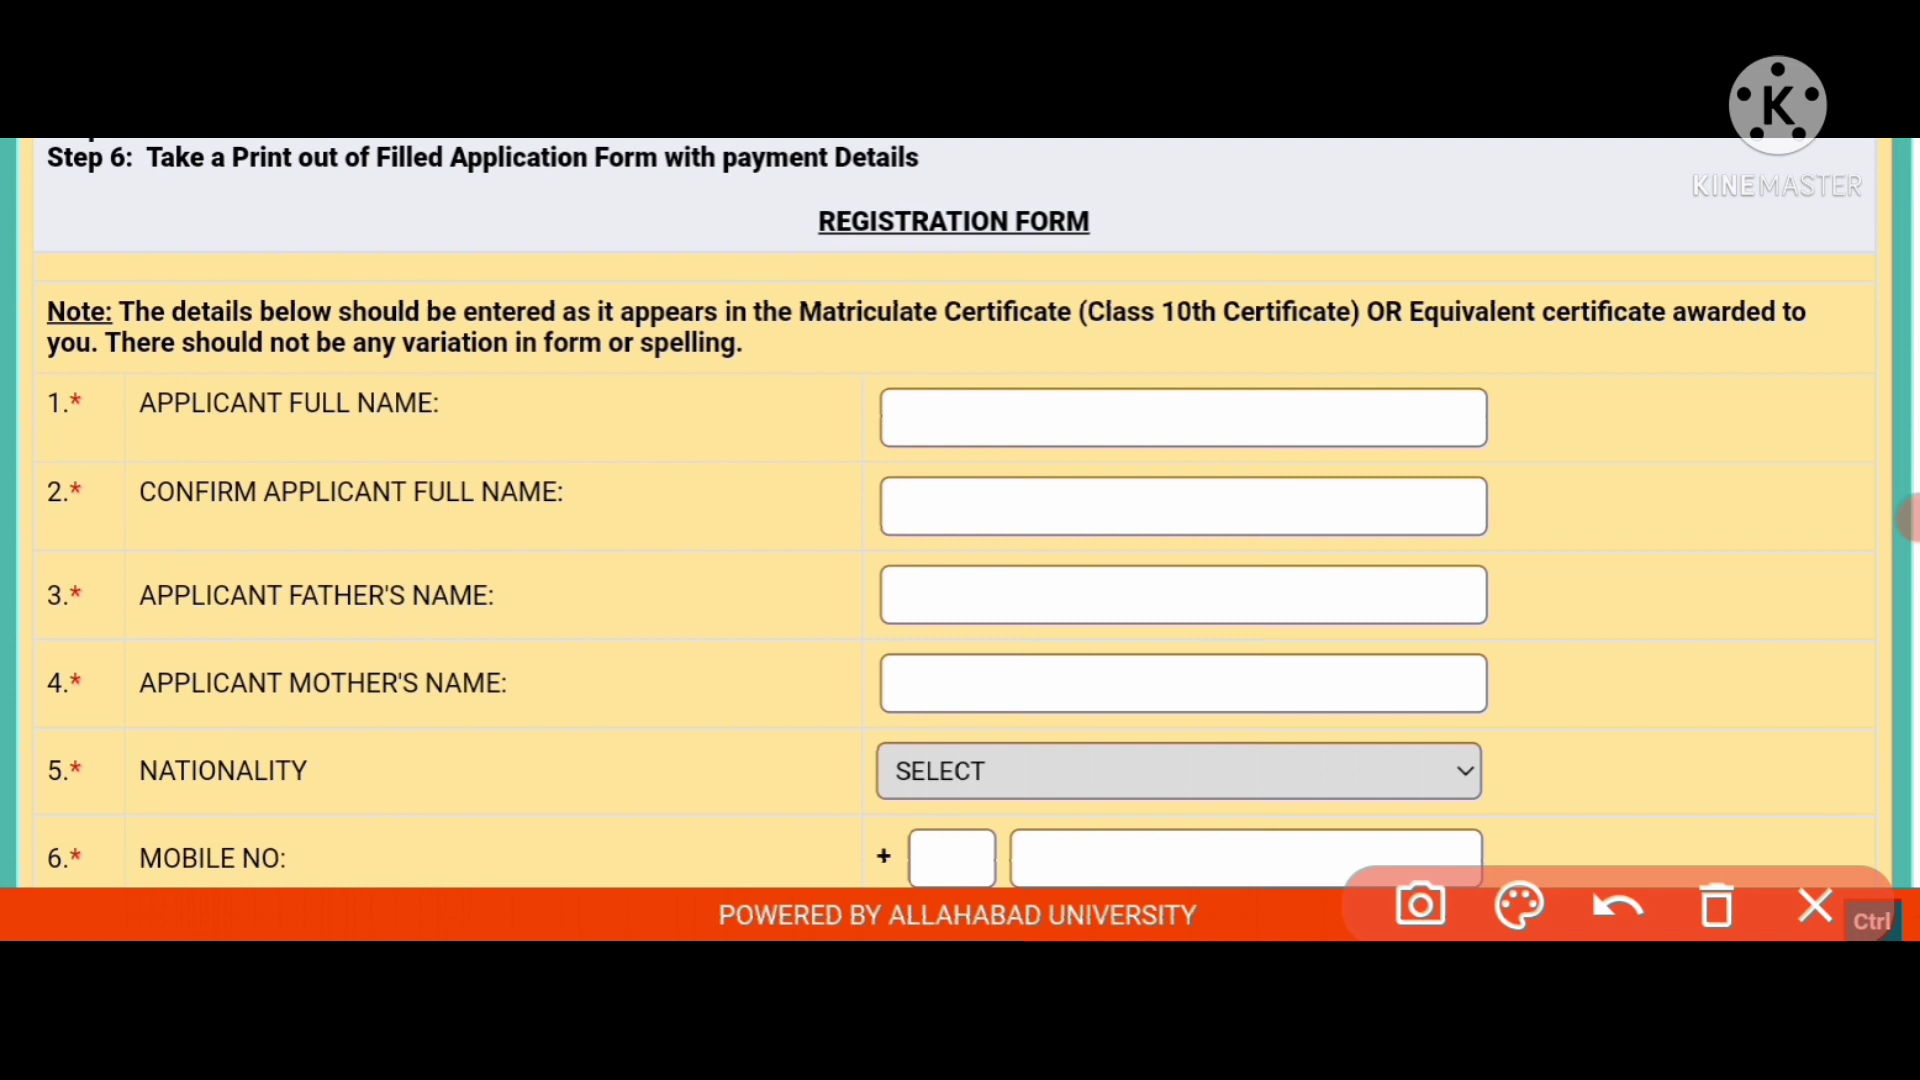 K
KINEMASTER
Step 6: Take a Print out of Filled Application Form with payment Details
REGISTRATION FORM
Note: The details below should be entered as it appears in the Matriculate Certificate (Class 10th Certificate) OR Equivalent certificate awarded to
you. There should not be any variation in form or spelling.
1.* APPLICANT FULL NAME:
2.* CONFIRM APPLICANT FULL NAME:
3.* APPLICANT FATHER'S NAME:
4.* APPLICANT MOTHER'S NAME:
5.* NATIONALITY SELECT
6.* MOBILE NO: +
POWERED BY ALLAHABAD UNIVERSITY
Ctrl